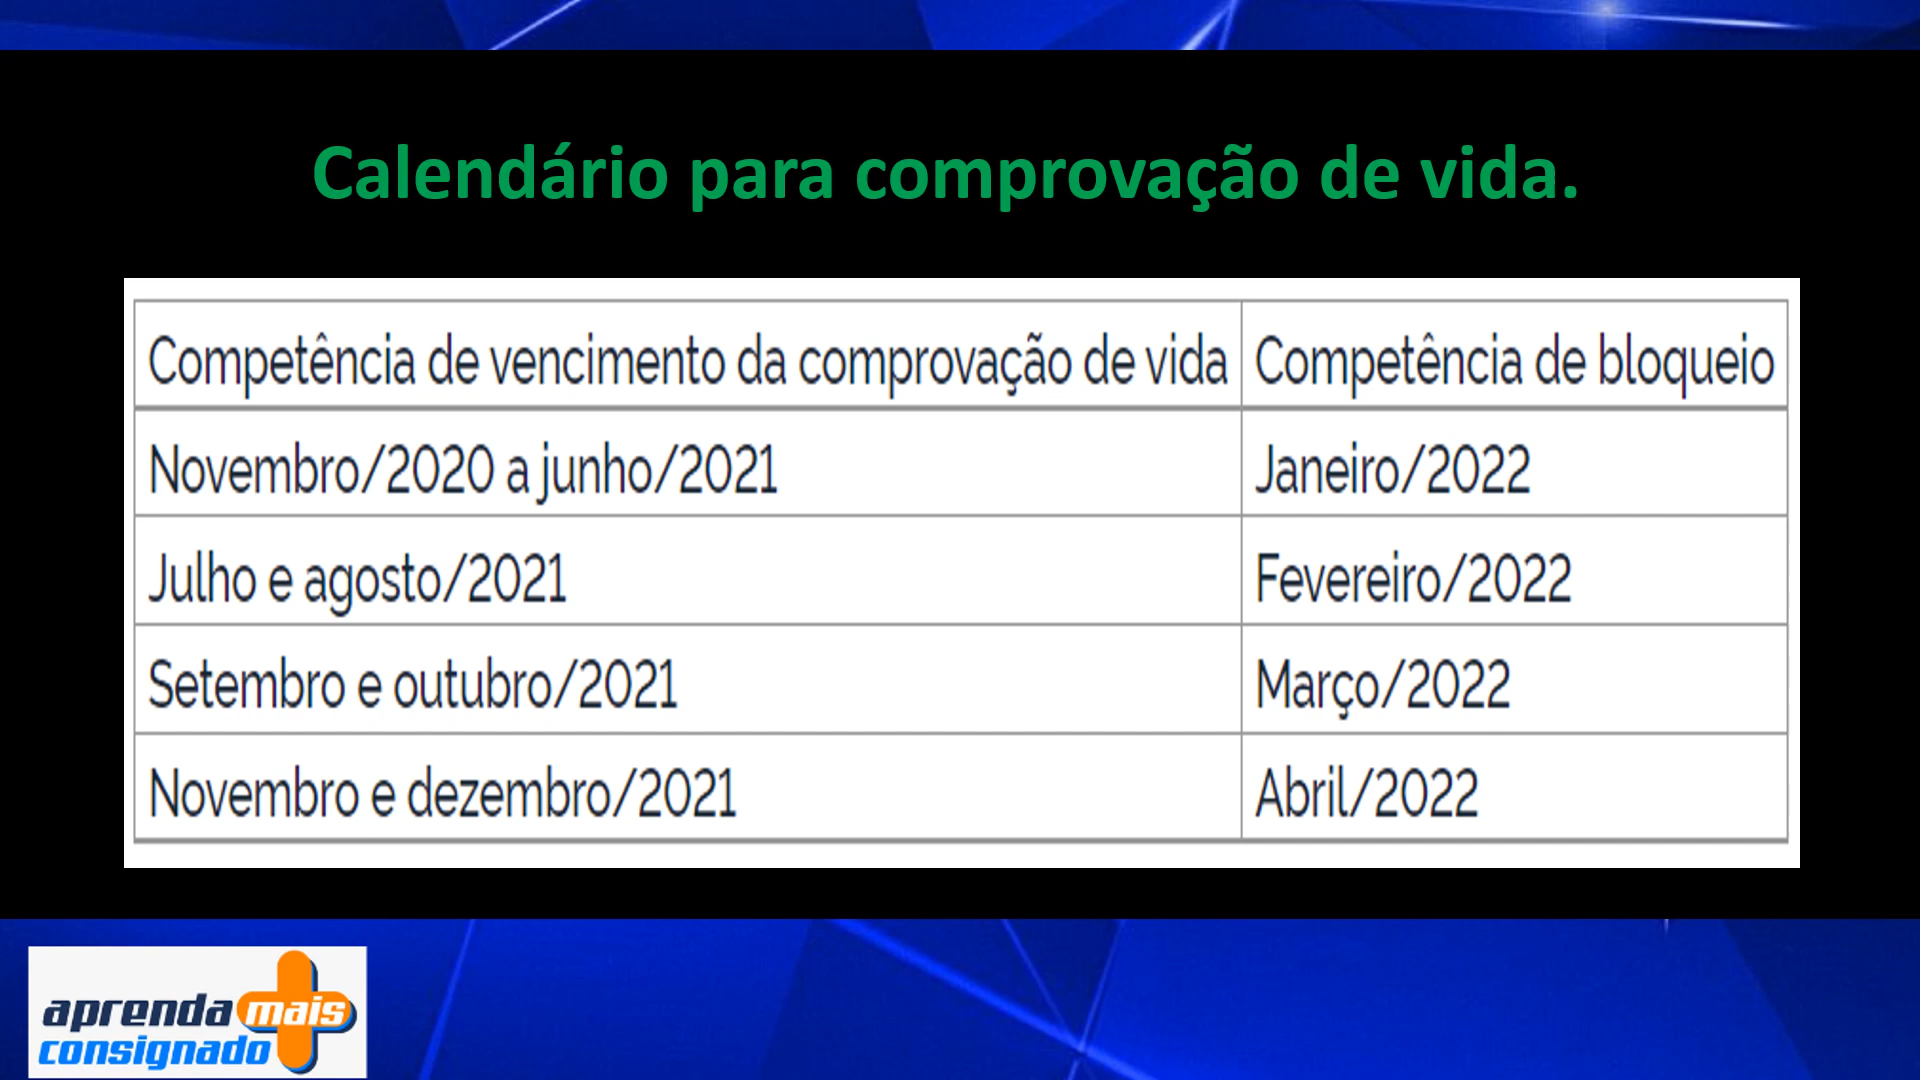 Calendário para comprovação de vida.
Competência de vencimento da comprovação de vida Competência de bloqueio
Novembro/2020 a junho/2021 Janeiro/2022
Julho e agosto/2021 Fevereiro/2022
Setembro e outubro/2021 Março/2022
Novembro e dezembro/2021 Abril/2022
aprenda mais
consignado